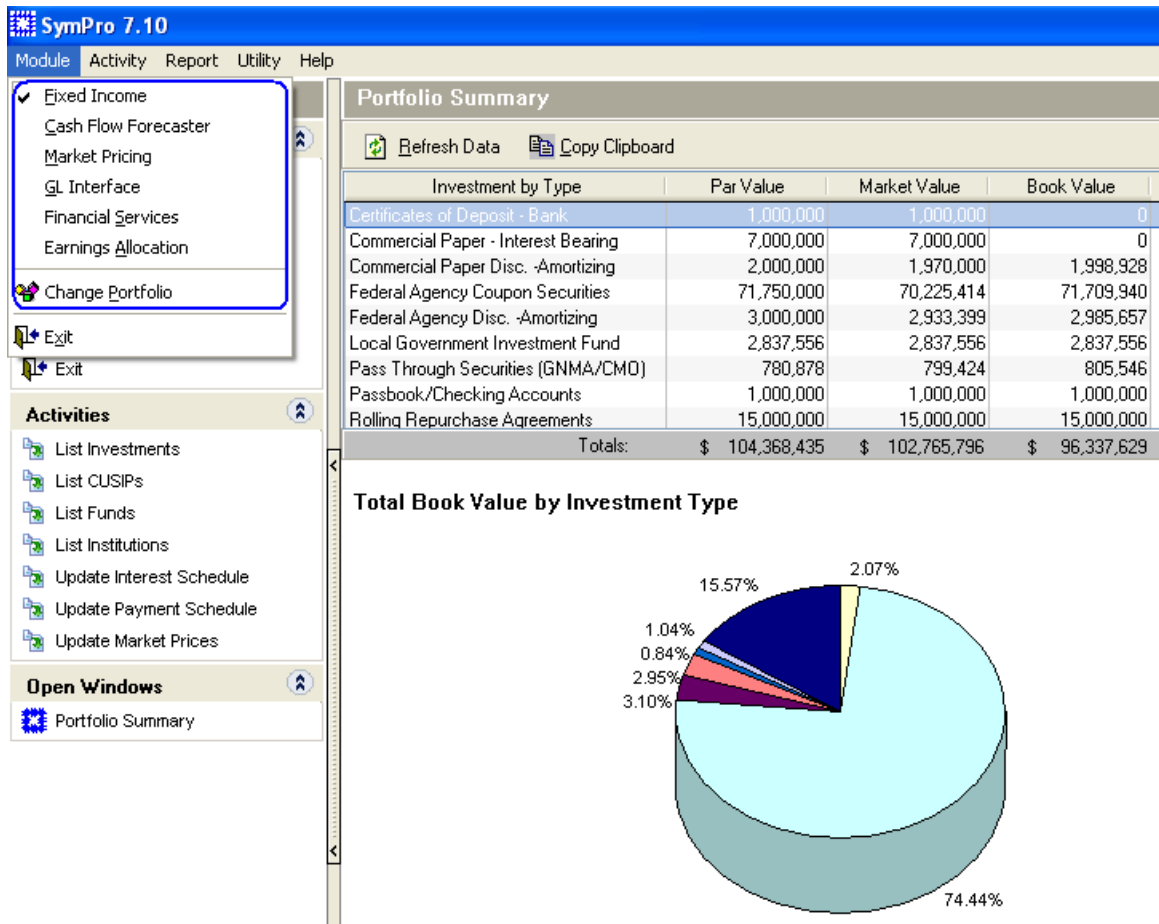 SymPro 7.10
Module Activity Report Utility Help
Fixed Income
Cash Flow Forecaster
Market Pricing
GL Interface
Financial Services
Earnings Allocation
Change Portfolio
Exit
Exit
Activities
List Investments
List CUSIPs
List Funds
List Institutions
Update Interest Schedule
Update Payment Schedule
Update Market Prices
Open Windows
Portfolio Summary
Portfolio Summary
Refresh Data Copy Clipboard
Investment by Type Par Value Market Value Book Value
Certificates of Deposit - Bank 1,000,000 1,000,000 0
Commercial Paper - Interest Bearing 7,000,000 7,000,000 0
Commercial Paper Disc. -Amortizing 2,000,000 1,970,000 1,998,928
Federal Agency Coupon Securities 71,750,000 70,225,414 71,709,940
Federal Agency Disc. -Amortizing 3,000,000 2,933,399 2,985,657
Local Government Investment Fund 2,837,556 2,837,556 2,837,556
Pass Through Securities (GNMA/CMO) 780,878 799,424 805,546
Passbook/Checking Accounts 1,000,000 1,000,000 1,000,000
Rolling Repurchase Agreements 15,000,000 15,000,000 15,000,000
Totals: $ 104,368,435 $ 102,765,796 $ 96,337,629
Total Book Value by Investment Type
2.07%
15.57%
1.04%
0.84%
2.95%
3.10%
74.44%